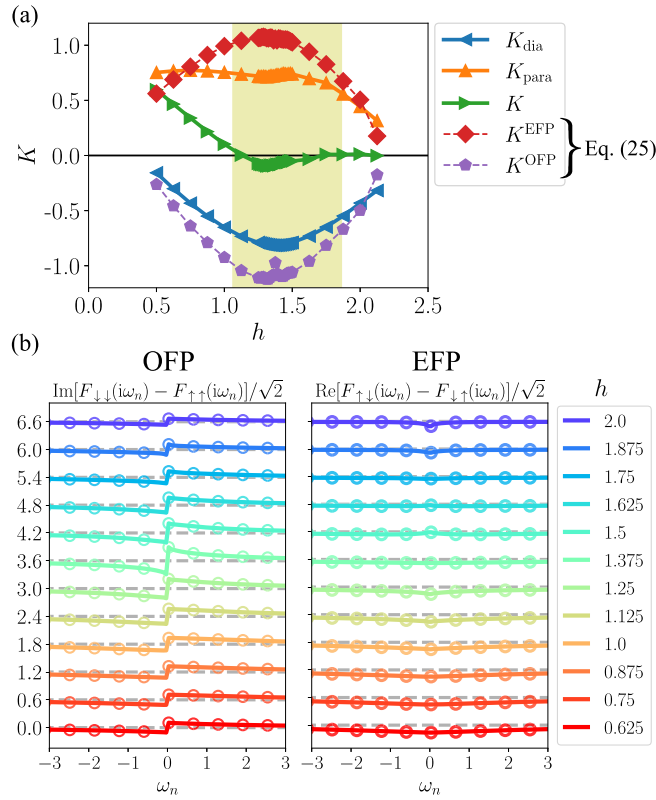 (a)
1.0
0.5
0.0
-0.5
-1.0
K
0.0 0.5 1.0 1.5 2.0 2.5
h
K_dia
K_para
K
K^EFP
K^OFP
Eq. (25)
(b)
OFP
EFP
Im[F_↓↓(iω_n) − F_↑↑(iω_n)]/√2
Re[F_↑↓(iω_n) − F_↓↑(iω_n)]/√2
h
6.6
6.0
5.4
4.8
4.2
3.6
3.0
2.4
1.8
1.2
0.6
0.0
−3 −2 −1 0 1 2 3
ω_n
−3 −2 −1 0 1 2 3
ω_n
2.0
1.875
1.75
1.625
1.5
1.375
1.25
1.125
1.0
0.875
0.75
0.625